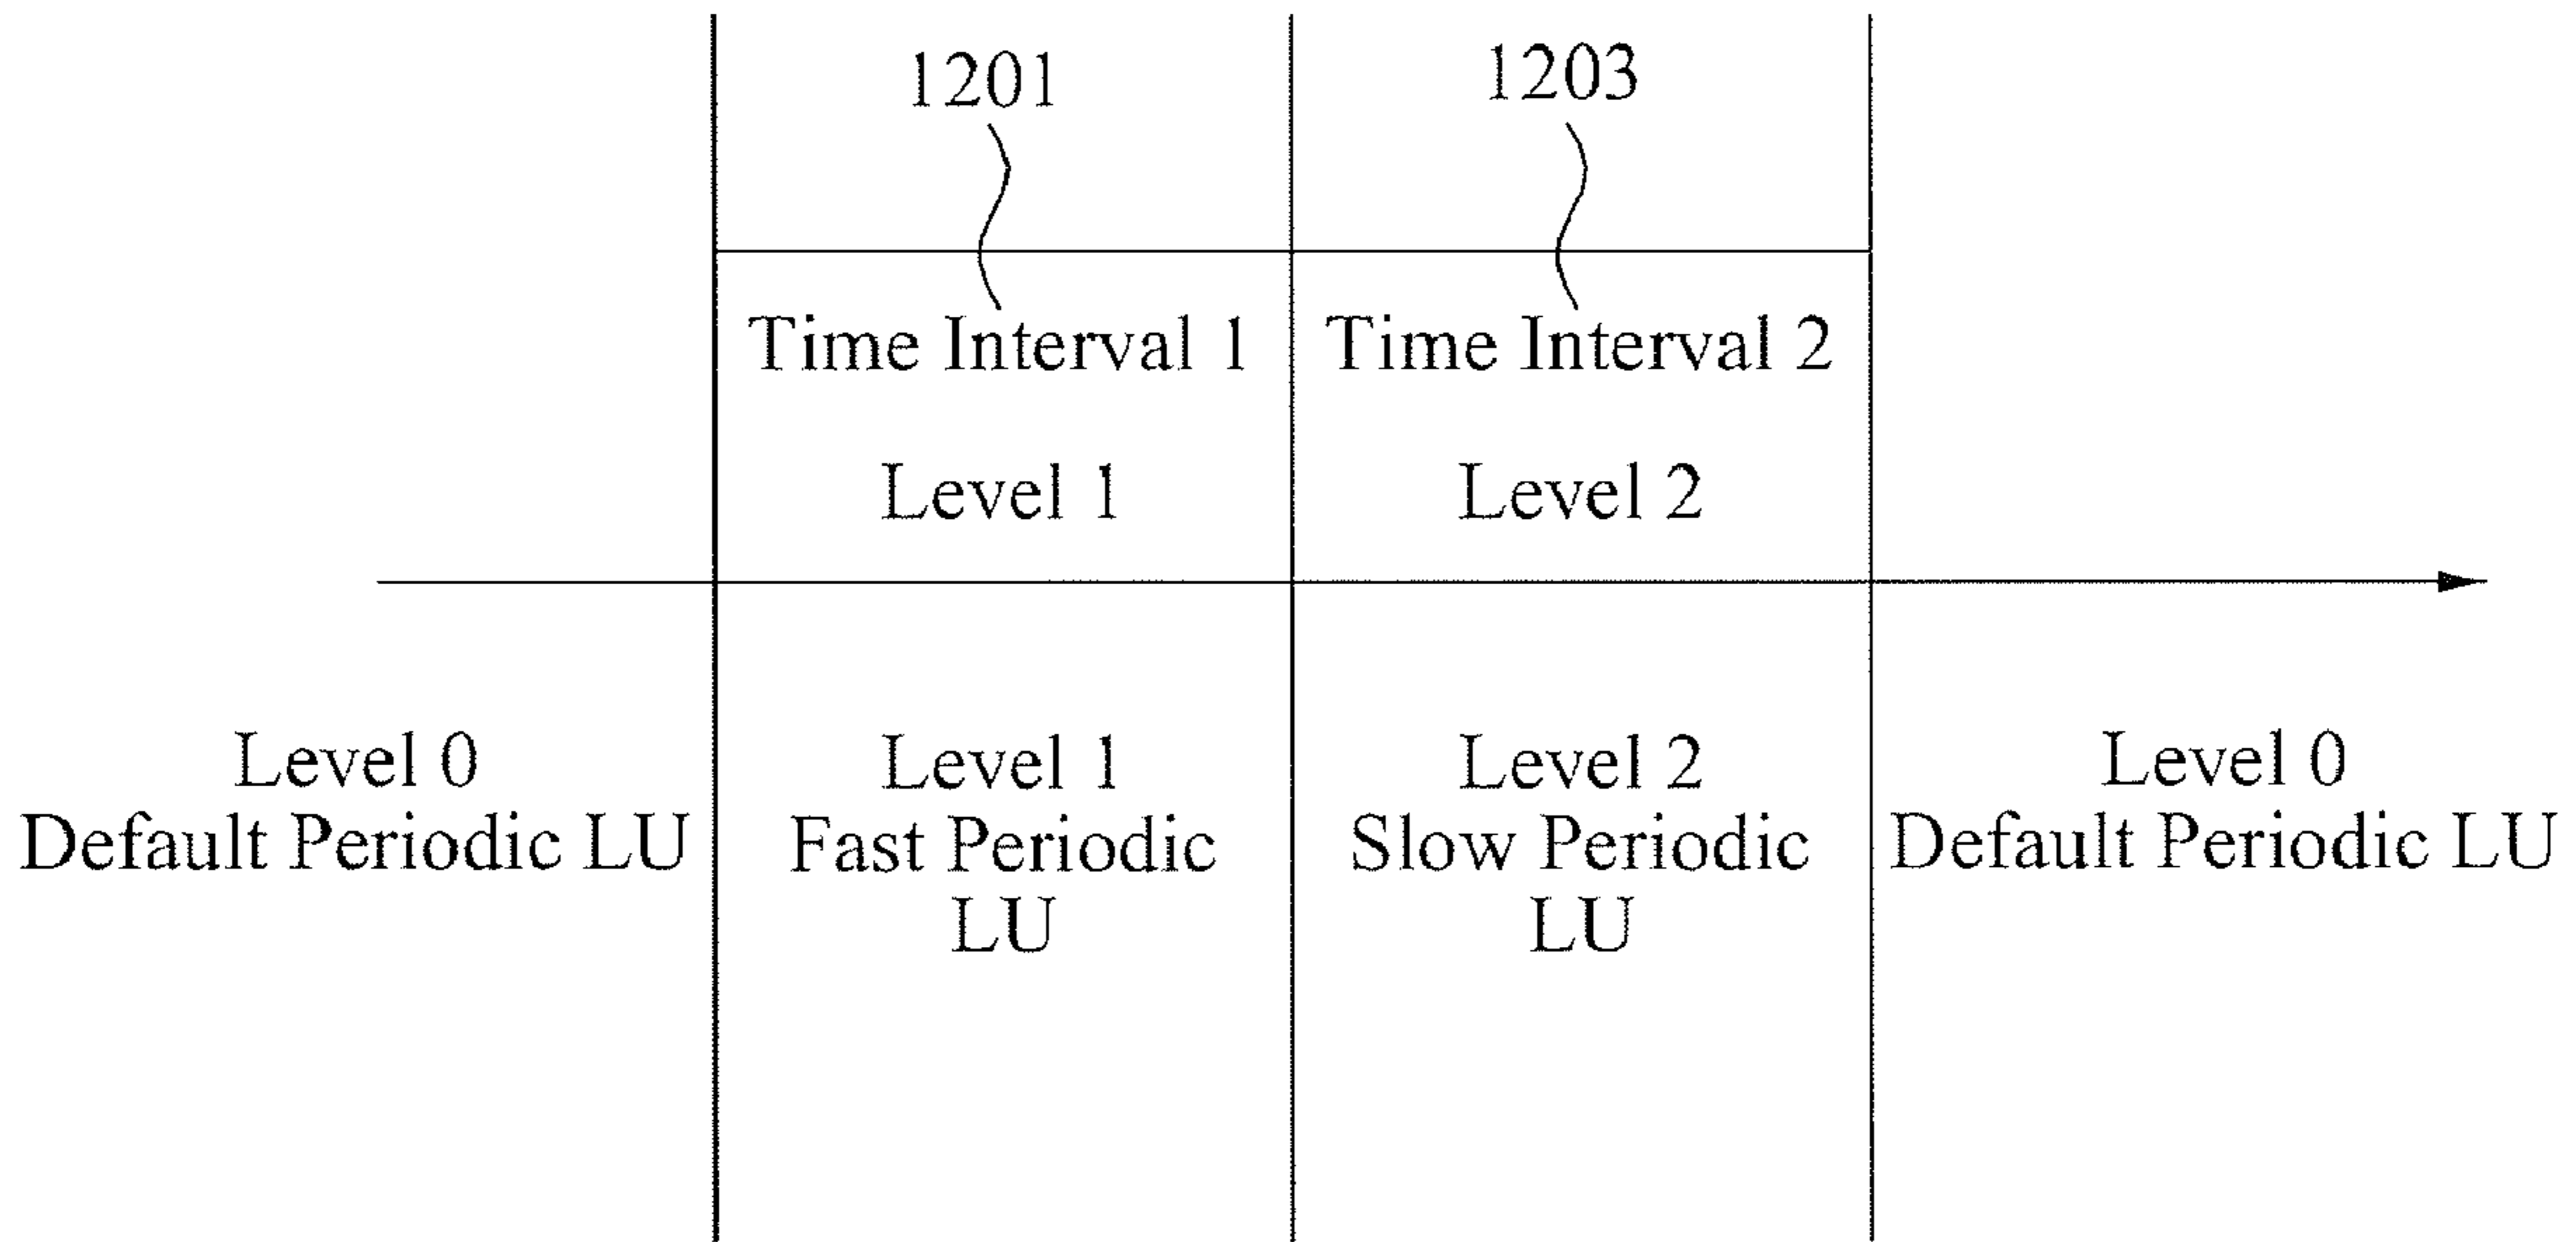 1201
1203
Time Interval 1
Time Interval 2
Level 1
Level 2
Level 0
Default Periodic LU
Level 1
Fast Periodic
LU
Level 2
Slow Periodic
LU
Level 0
Default Periodic LU